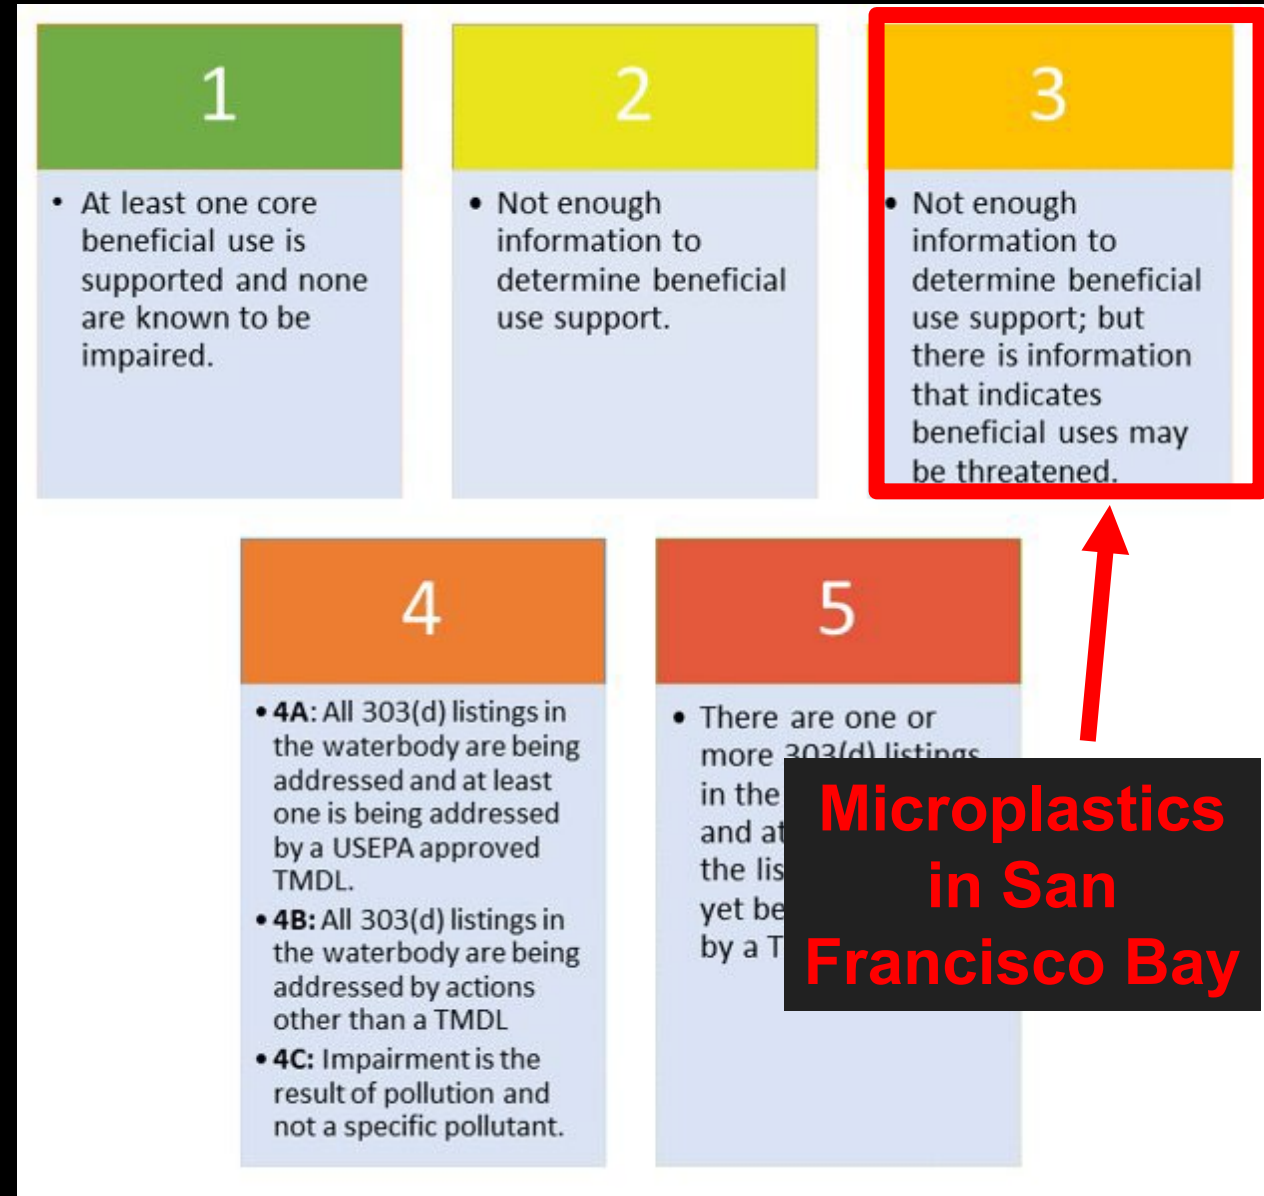 1
• At least one core
beneficial use is
supported and none
are known to be
impaired.
2
• Not enough
information to
determine beneficial
use support.
3
• Not enough
information to
determine beneficial
use support; but
there is information
that indicates
beneficial uses may
be threatened.
4
• 4A: All 303(d) listings in
the waterbody are being
addressed and at least
one is being addressed
by a USEPA approved
TMDL.
• 4B: All 303(d) listings in
the waterbody are being
addressed by actions
other than a TMDL
• 4C: Impairment is the
result of pollution and
not a specific pollutant.
5
• There are one or
more 303(d) listings
in the
and at
the
yet
by a
Microplastics
in San
Francisco Bay